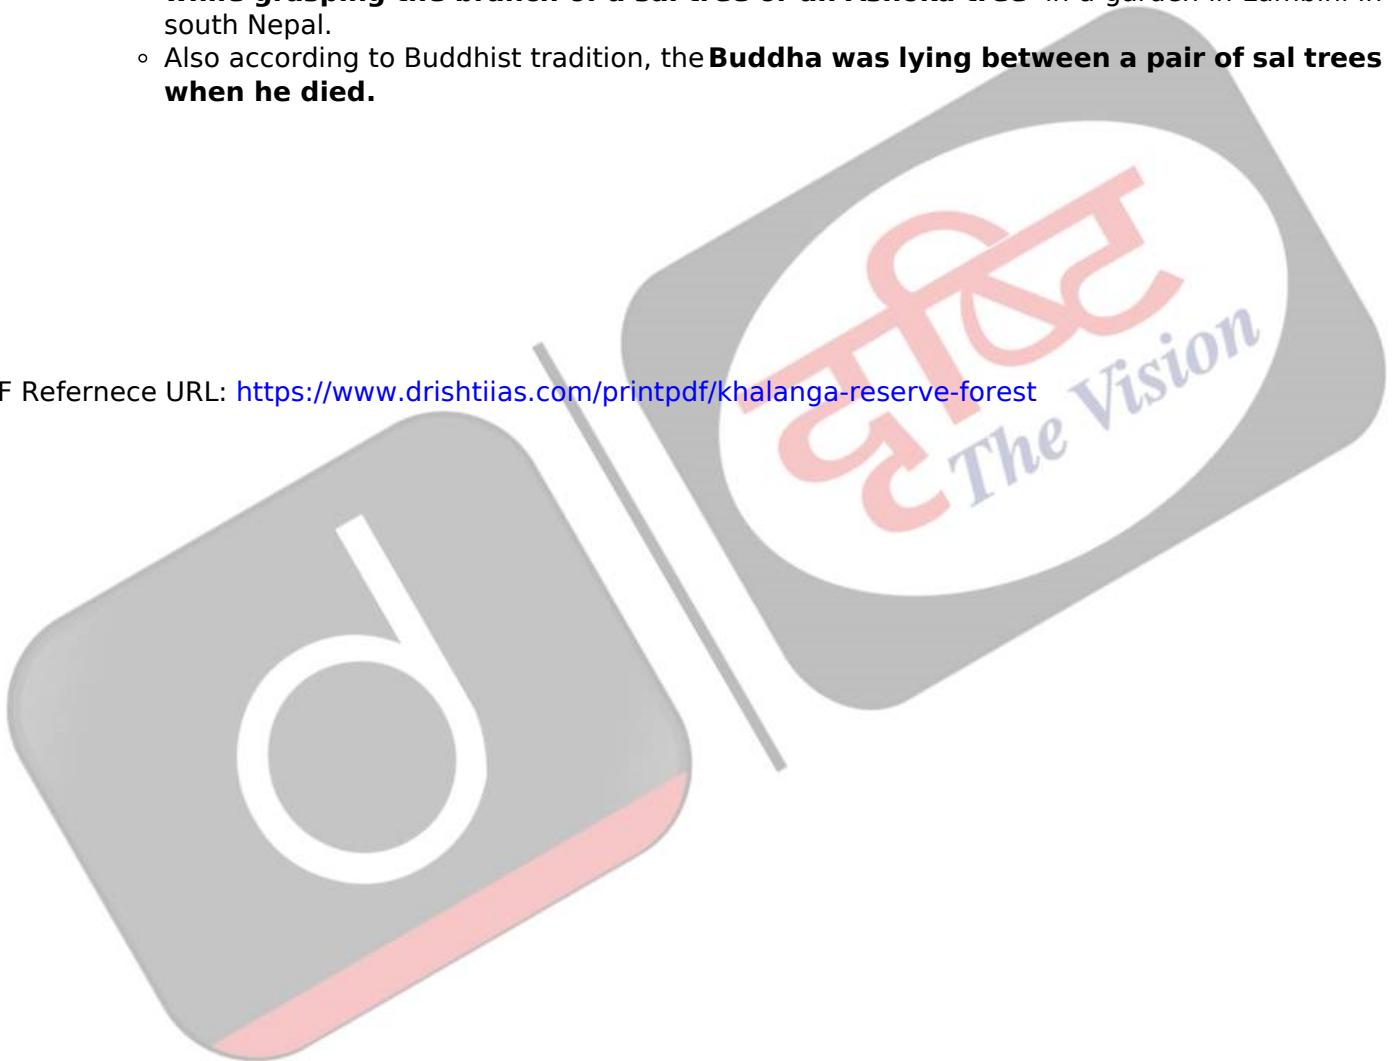 south Nepal.
Also according to Buddhist tradition, the Buddha was lying between a pair of sal trees
when he died.
F Refernece URL: https://www.drishtiias.com/printpdf/khalanga-reserve-forest
दृष्टि
The Vision
d